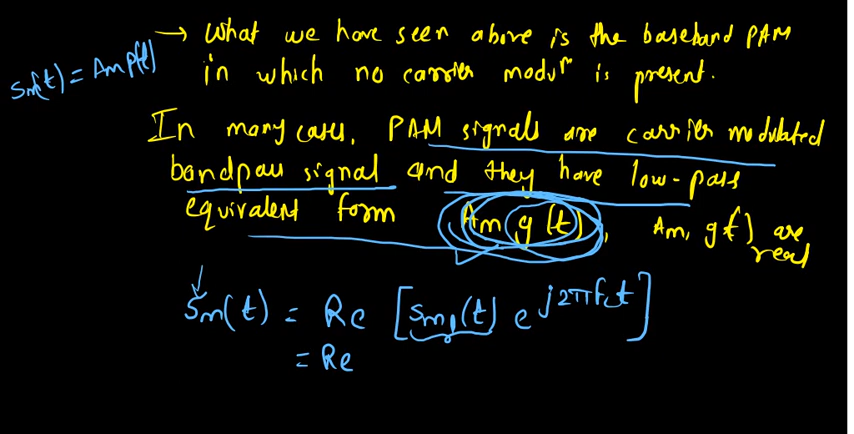 Sm(t) = Am p(t)
→ What we have seen above is the baseband PAM
in which no carrier modun is present.
In many cases, PAM signals are carrier modulated
bandpass signal and they have low-pass
equivalent form Am g(t), Am, g(t) are
real
Sm(t) = Re [Sml(t) e^j2πfct]
= Re